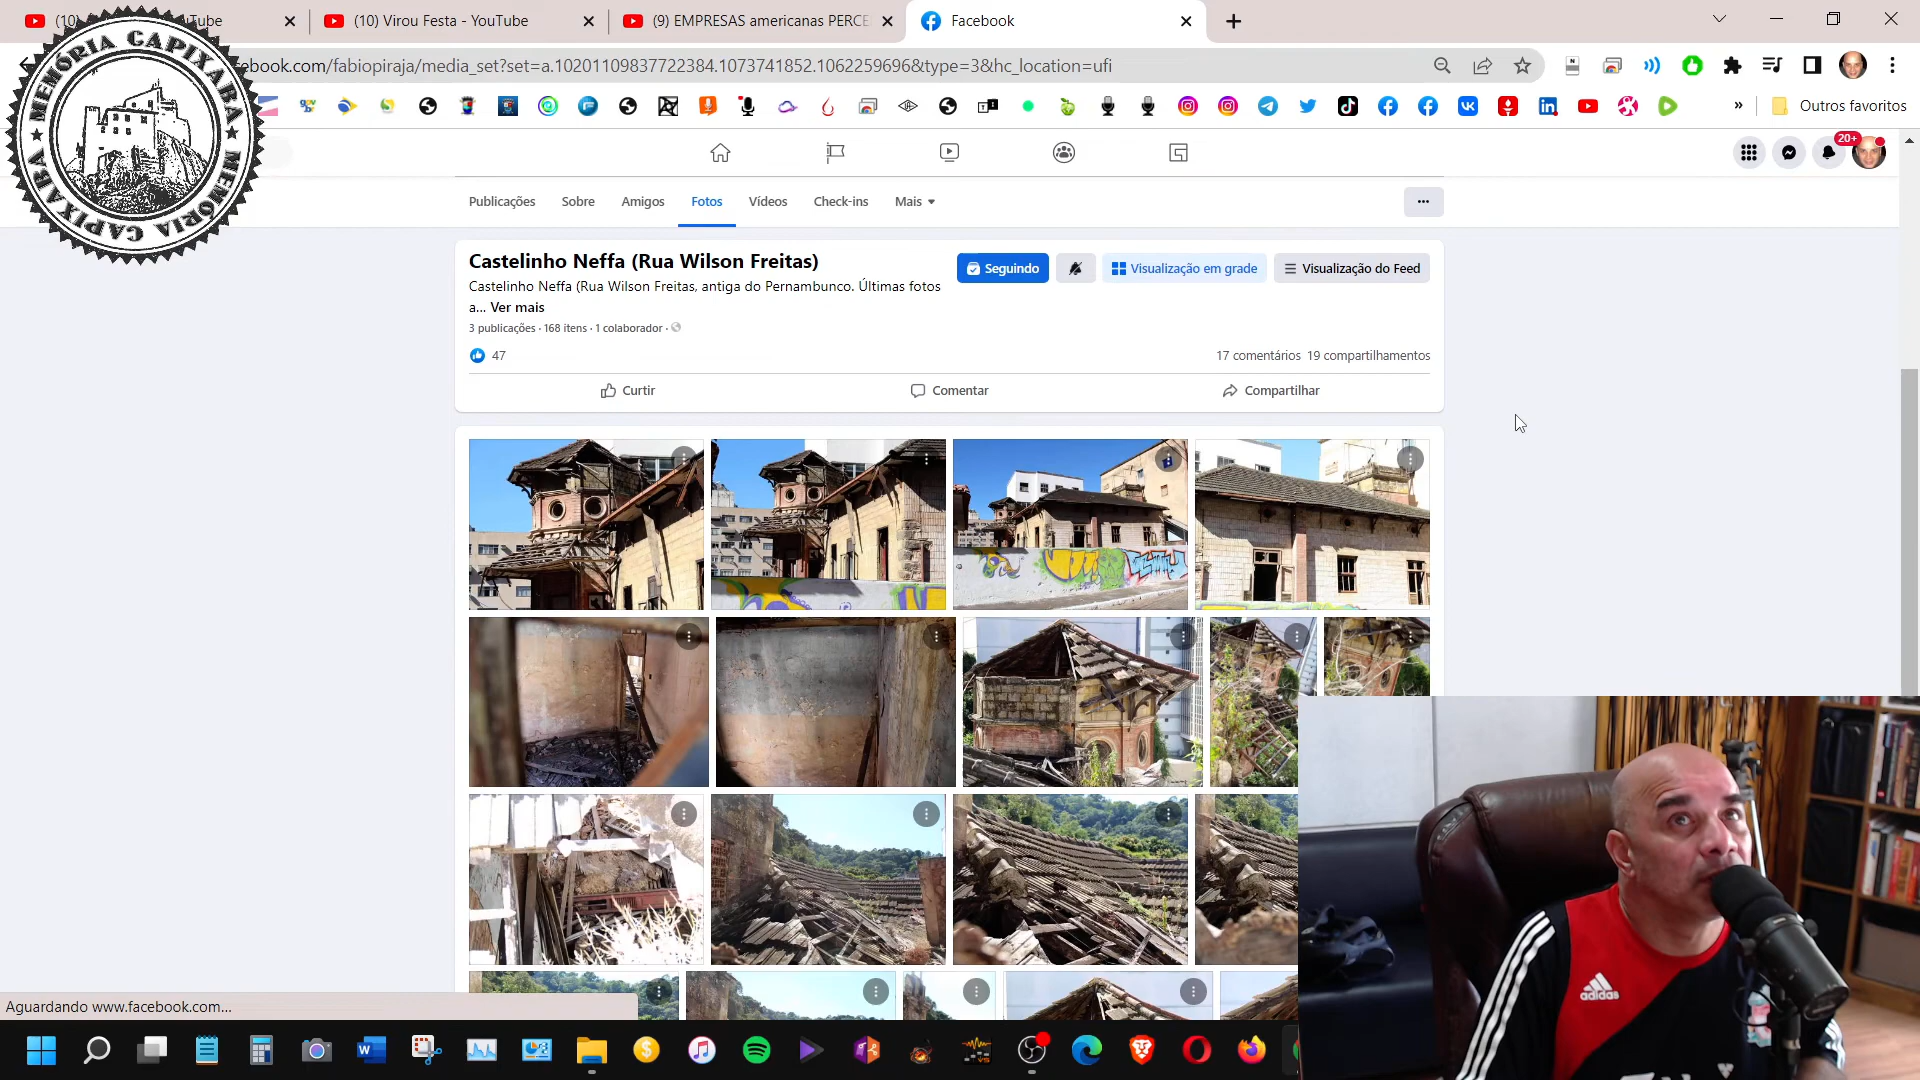 (10) YouTube
(10) Virou Festa - YouTube
(9) EMPRESAS americanas PERCE
Facebook
ebook.com/fabiopiraja/media_set?set=a.10201109837722384.1073741852.1062259696&type=3&hc_location=ufi
Outros favoritos
MEMÓRIA CAPIXABA ★ MEMÓRIA CAPIXABA ★
20+
Publicações
Sobre
Amigos
Fotos
Vídeos
Check-ins
Mais
Castelinho Neffa (Rua Wilson Freitas)
Seguindo
Visualização em grade
Visualização do Feed
Castelinho Neffa (Rua Wilson Freitas, antiga do Pernambunco. Últimas fotos
a... Ver mais
3 publicações · 168 itens · 1 colaborador ·
47
17 comentários 19 compartilhamentos
Curtir
Comentar
Compartilhar
adidas
Aguardando www.facebook.com...